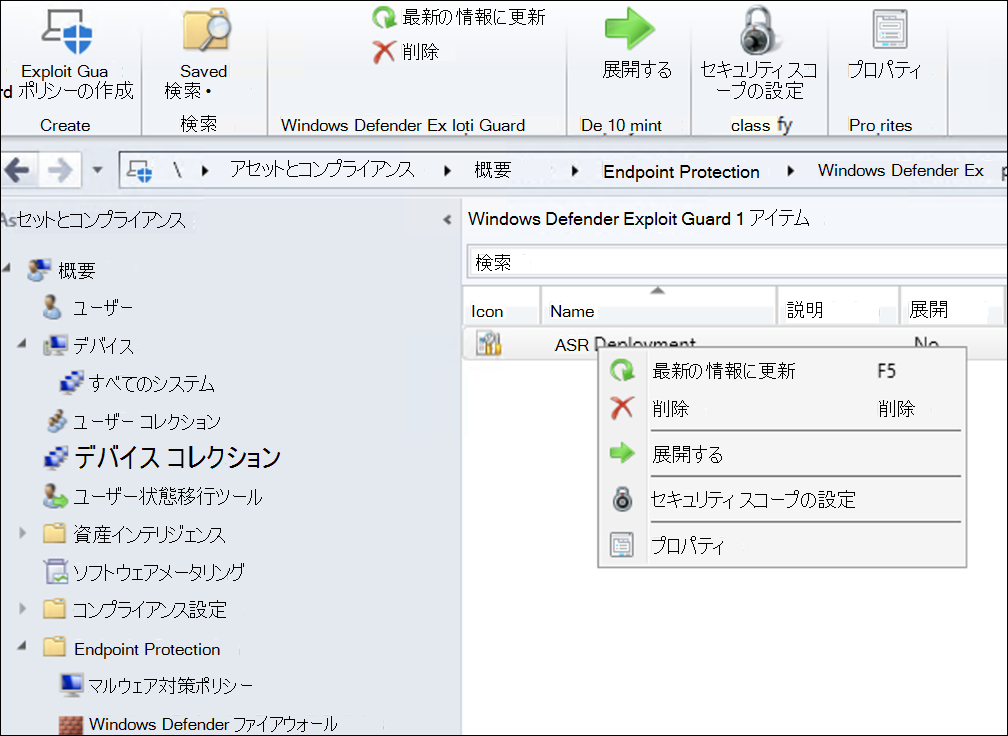 最新の情報に更新
削除
Exploit Gua
rd ポリシーの作成
Saved
検索・
展開する
セキュリティ スコ
ープの設定
プロパティ
Create
検索
Windows Defender Ex loti Guard
De 10 mint
class fy
Pro rites
\ アセットとコンプライアンス 概要 Endpoint Protection Windows Defender Ex p
Asセットとコンプライアンス
Windows Defender Exploit Guard 1 アイテム
検索
概要
Icon Name 説明 展開
ユーザー
デバイス
ASR Deployment No
すべてのシステム
ユーザー コレクション
デバイス コレクション
ユーザー状態移行ツール
資産インテリジェンス
ソフトウェアメータリング
コンプライアンス設定
Endpoint Protection
マルウェア対策ポリシー
Windows Defender ファイアウォール
最新の情報に更新 F5
削除 削除
展開する
セキュリティ スコープの設定
プロパティ